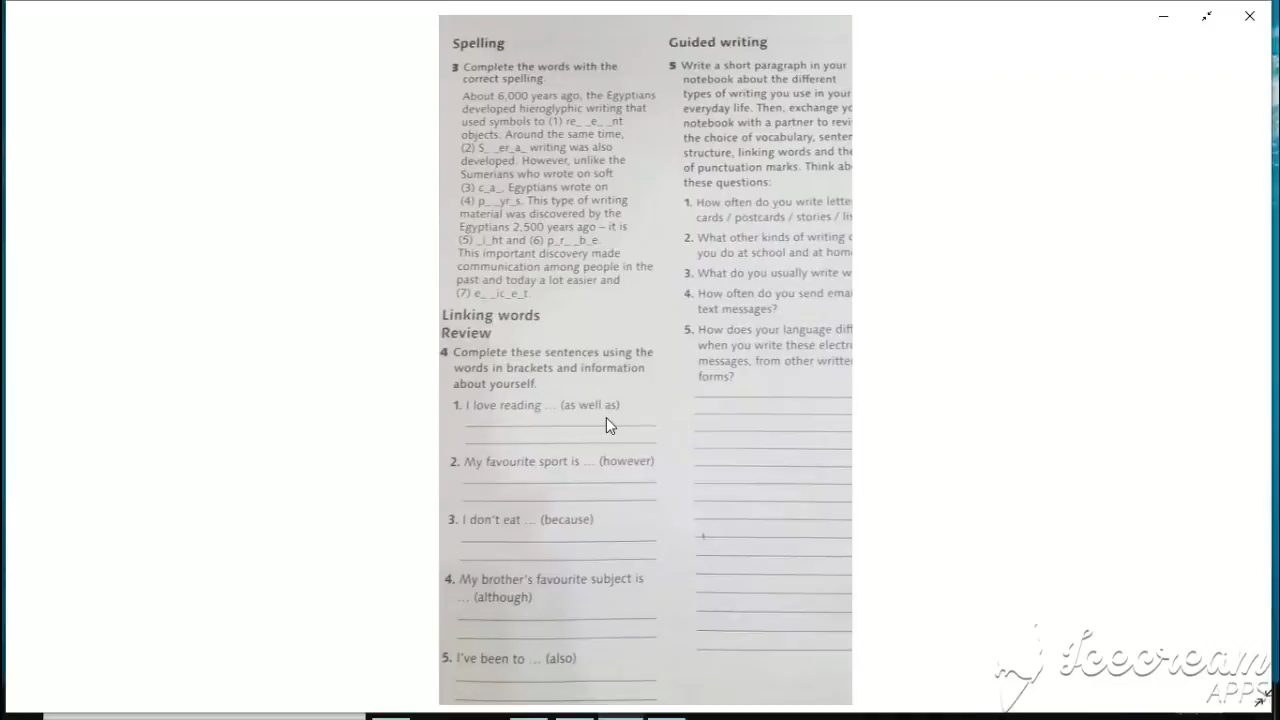 Spelling
3 Complete the words with the
correct spelling.
About 6,000 years ago, the Egyptians
developed hieroglyphic writing that
used symbols to (1) re_ _e_ _nt
objects. Around the same time,
(2) S_ _er_a_ writing was also
developed. However, unlike the
Sumerians who wrote on soft
(3) c_a_, Egyptians wrote on
(4) p_ _yr_s. This type of writing
material was discovered by the
Egyptians 2,500 years ago – it is
(5) _i_ht and (6) p_r_ _b_e.
This important discovery made
communication among people in the
past and today a lot easier and
(7) e_ _ic_e_t.
Linking words
Review
4 Complete these sentences using the
words in brackets and information
about yourself.
1. I love reading ... (as well as)
2. My favourite sport is ... (however)
3. I don't eat ... (because)
4. My brother's favourite subject is
... (although)
5. I've been to ... (also)
Guided writing
5 Write a short paragraph in your
notebook about the different
types of writing you use in your
everyday life. Then, exchange yo
notebook with a partner to revi
the choice of vocabulary, senten
structure, linking words and the
of punctuation marks. Think ab
these questions:
1. How often do you write lette
cards / postcards / stories / lis
2. What other kinds of writing
you do at school and at hom
3. What do you usually write w
4. How often do you send emai
text messages?
5. How does your language diff
when you write these electro
messages, from other writte
forms?
Icecream
APPS